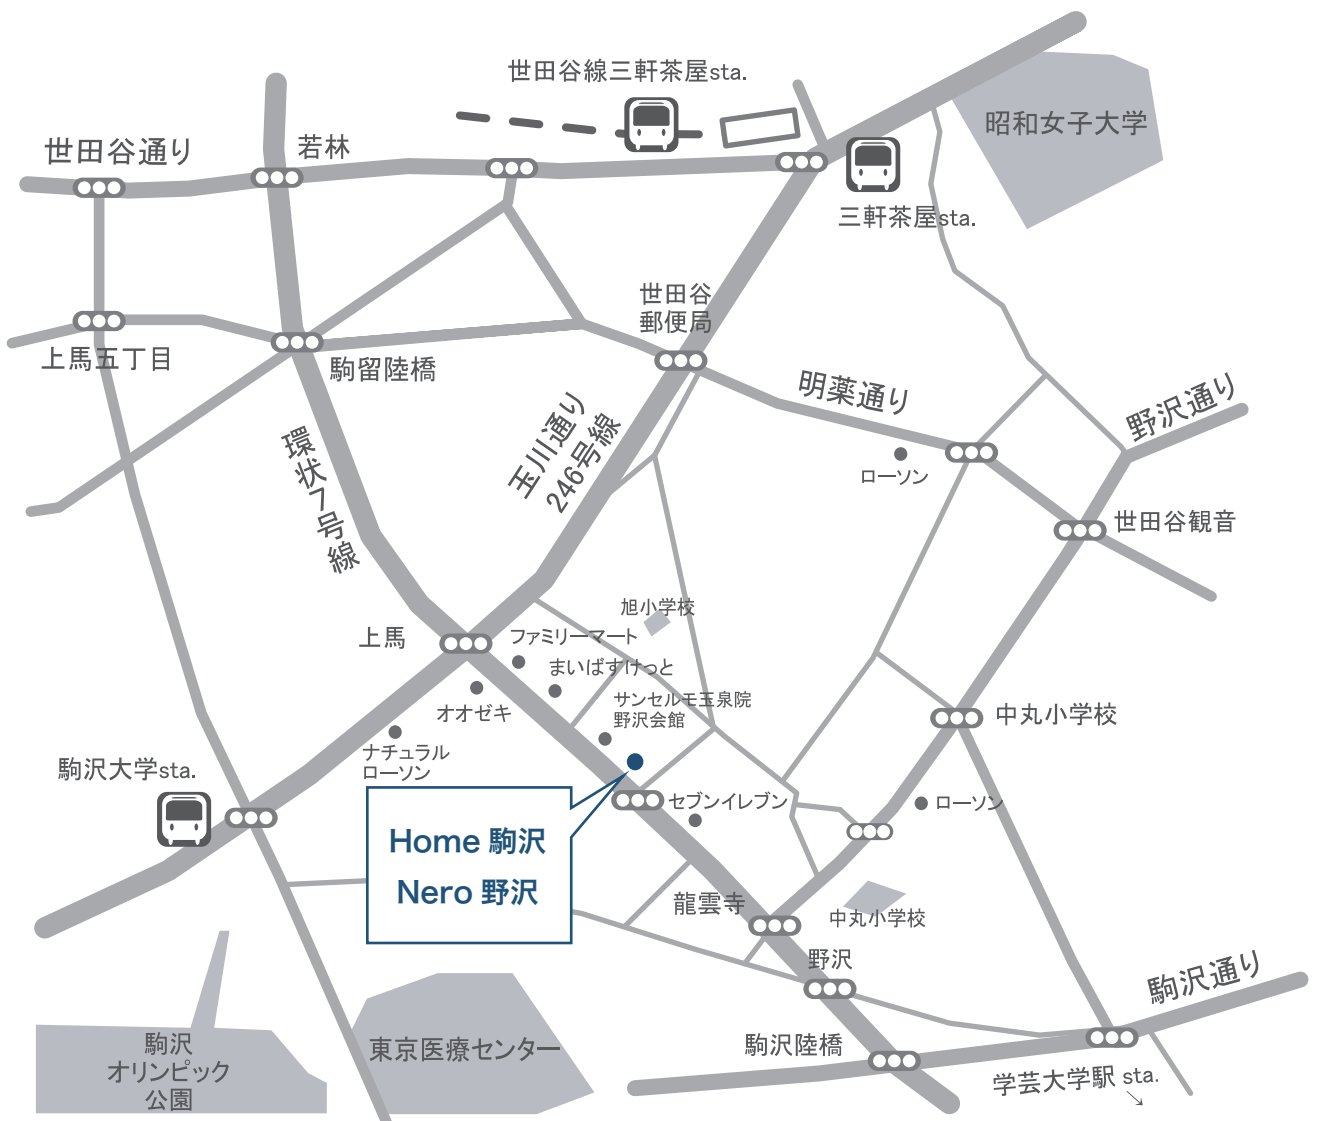 世田谷線三軒茶屋sta.
昭和女子大学
世田谷通り
若林
三軒茶屋sta.
世田谷
郵便局
上馬五丁目
駒留陸橋
明薬通り
野沢通り
玉川通り
246号線
環状7号線
ローソン
世田谷観音
旭小学校
上馬
ファミリーマート
まいばすけっと
サンセルモ玉泉院
野沢会館
オオゼキ
中丸小学校
ナチュラル
ローソン
駒沢大学sta.
セブンイレブン
ローソン
Home 駒沢
Nero 野沢
龍雲寺
中丸小学校
野沢
駒沢通り
駒沢
オリンピック
公園
東京医療センター
駒沢陸橋
学芸大学駅 sta.
→